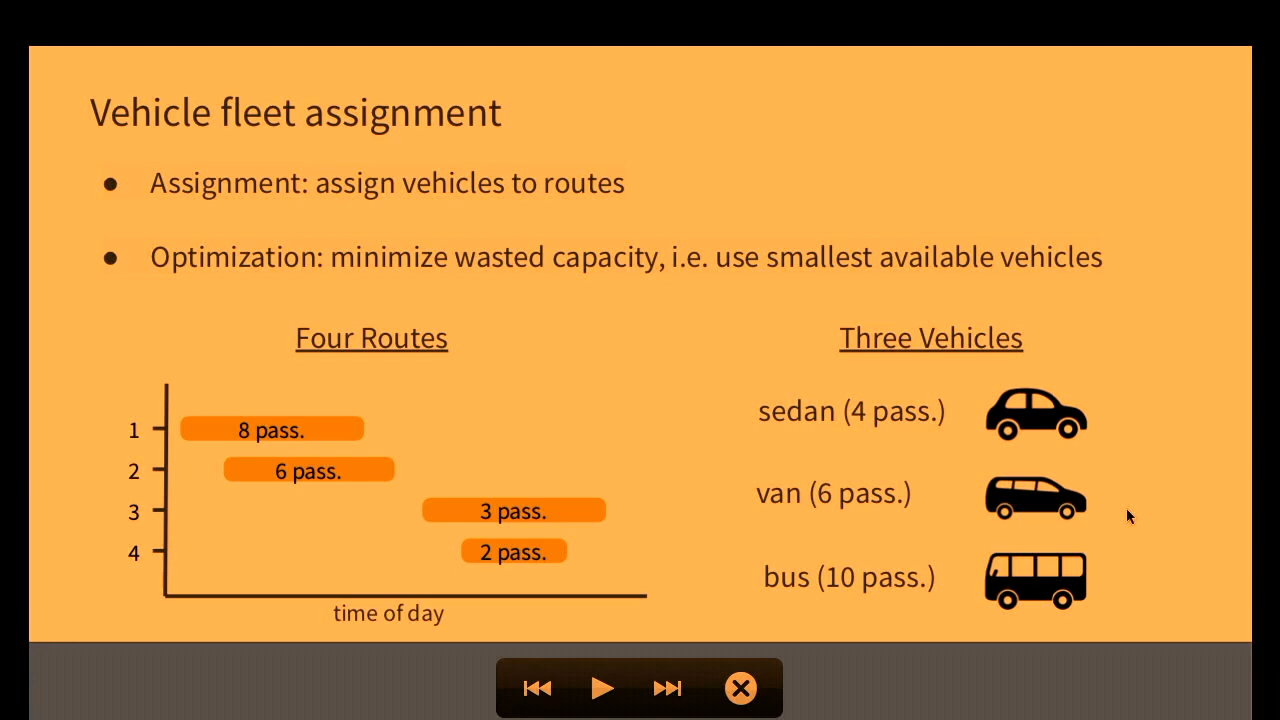 Vehicle fleet assignment
● Assignment: assign vehicles to routes
● Optimization: minimize wasted capacity, i.e. use smallest available vehicles
Four Routes
1 8 pass.
2 6 pass.
3 3 pass.
4 2 pass.
time of day
Three Vehicles
sedan (4 pass.)
van (6 pass.)
bus (10 pass.)